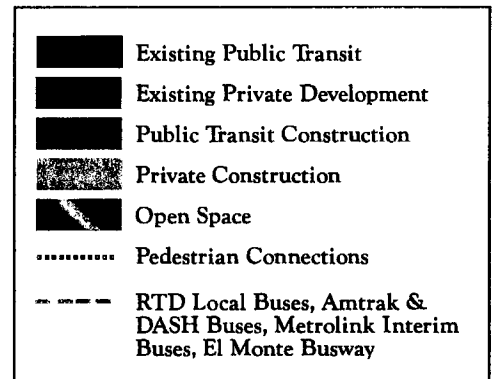 Existing Public Transit
Existing Private Development
Public Transit Construction
Private Construction
Open Space
Pedestrian Connections
RTD Local Buses, Amtrak &
DASH Buses, Metrolink Interim
Buses, El Monte Busway